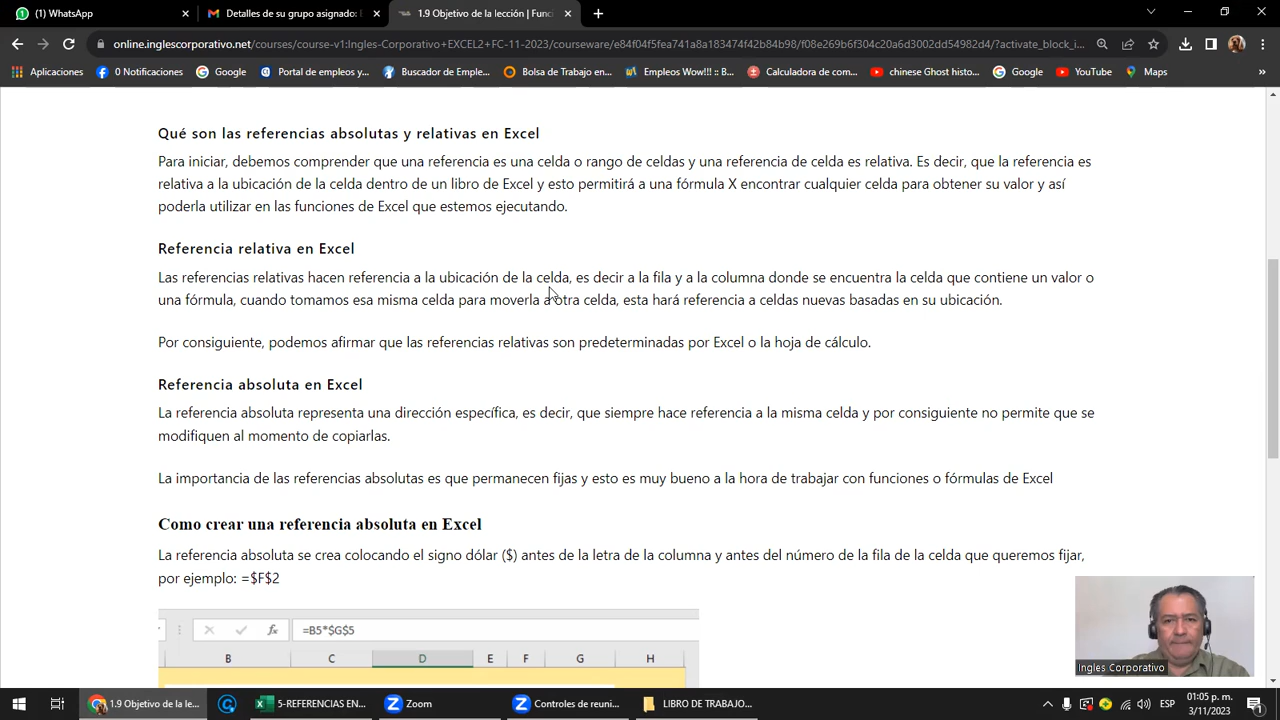 (1) WhatsApp
Detalles de su grupo asignado: 
1.9 Objetivo de la lección | Funci
online.inglescorporativo.net/courses/course-v1:Ingles-Corporativo+EXCEL2+FC-11-2023/courseware/e84f04f5fea741a8a183474f42b84b98/f08e269b6f304c20a6d3002dd54982d4/?activate_block_i...
Aplicaciones
0 Notificaciones
Google
Portal de empleos y...
Buscador de Emple...
Bolsa de Trabajo en...
Empleos Wow!!! :: B...
Calculadora de com...
chinese Ghost histo...
Google
YouTube
Maps
Qué son las referencias absolutas y relativas en Excel
Para iniciar, debemos comprender que una referencia es una celda o rango de celdas y una referencia de celda es relativa. Es decir, que la referencia es
relativa a la ubicación de la celda dentro de un libro de Excel y esto permitirá a una fórmula X encontrar cualquier celda para obtener su valor y así
poderla utilizar en las funciones de Excel que estemos ejecutando.
Referencia relativa en Excel
Las referencias relativas hacen referencia a la ubicación de la celda, es decir a la fila y a la columna donde se encuentra la celda que contiene un valor o
una fórmula, cuando tomamos esa misma celda para moverla a otra celda, esta hará referencia a celdas nuevas basadas en su ubicación.
Por consiguiente, podemos afirmar que las referencias relativas son predeterminadas por Excel o la hoja de cálculo.
Referencia absoluta en Excel
La referencia absoluta representa una dirección específica, es decir, que siempre hace referencia a la misma celda y por consiguiente no permite que se
modifiquen al momento de copiarlas.
La importancia de las referencias absolutas es que permanecen fijas y esto es muy bueno a la hora de trabajar con funciones o fórmulas de Excel
Como crear una referencia absoluta en Excel
La referencia absoluta se crea colocando el signo dólar ($) antes de la letra de la columna y antes del número de la fila de la celda que queremos fijar,
por ejemplo: =$F$2
fx =B5*$G$5
B C D E F G H
Ingles Corporativo
1.9 Objetivo de la le...
5-REFERENCIAS EN...
Zoom
Controles de reuni...
LIBRO DE TRABAJO...
ESP
01:05 p. m.
3/11/2023